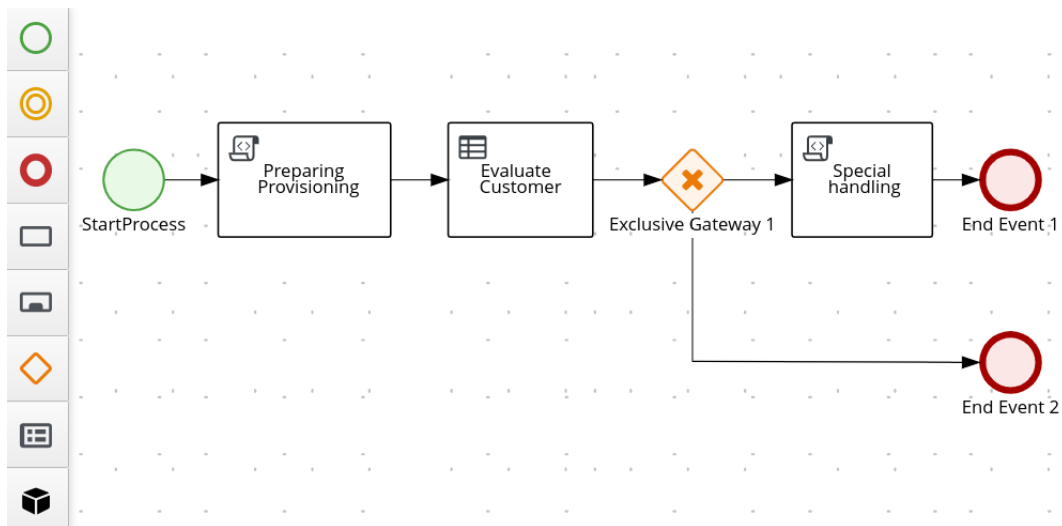 Preparing
Provisioning
Evaluate
Customer
Special
handling
StartProcess
Exclusive Gateway 1
End Event 1
End Event 2